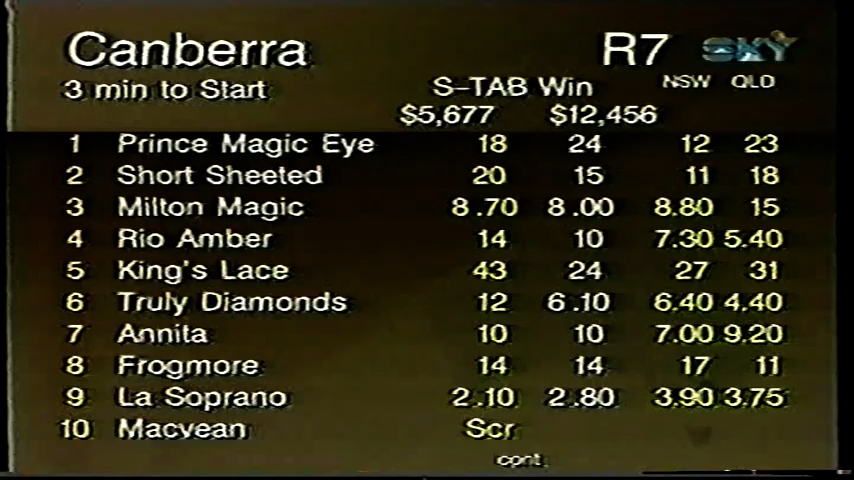 Canberra R7 SKY
3 min to Start S-TAB Win NSW QLD
$5,677 $12,456
1 Prince Magic Eye 18 24 12 23
2 Short Sheeted 20 15 11 18
3 Milton Magic 8.70 8.00 8.80 15
4 Rio Amber 14 10 7.30 5.40
5 King's Lace 43 24 27 31
6 Truly Diamonds 12 6.10 6.40 4.40
7 Annita 10 10 7.00 9.20
8 Frogmore 14 14 17 11
9 La Soprano 2.10 2.80 3.90 3.75
10 Macvean Scr
cont.